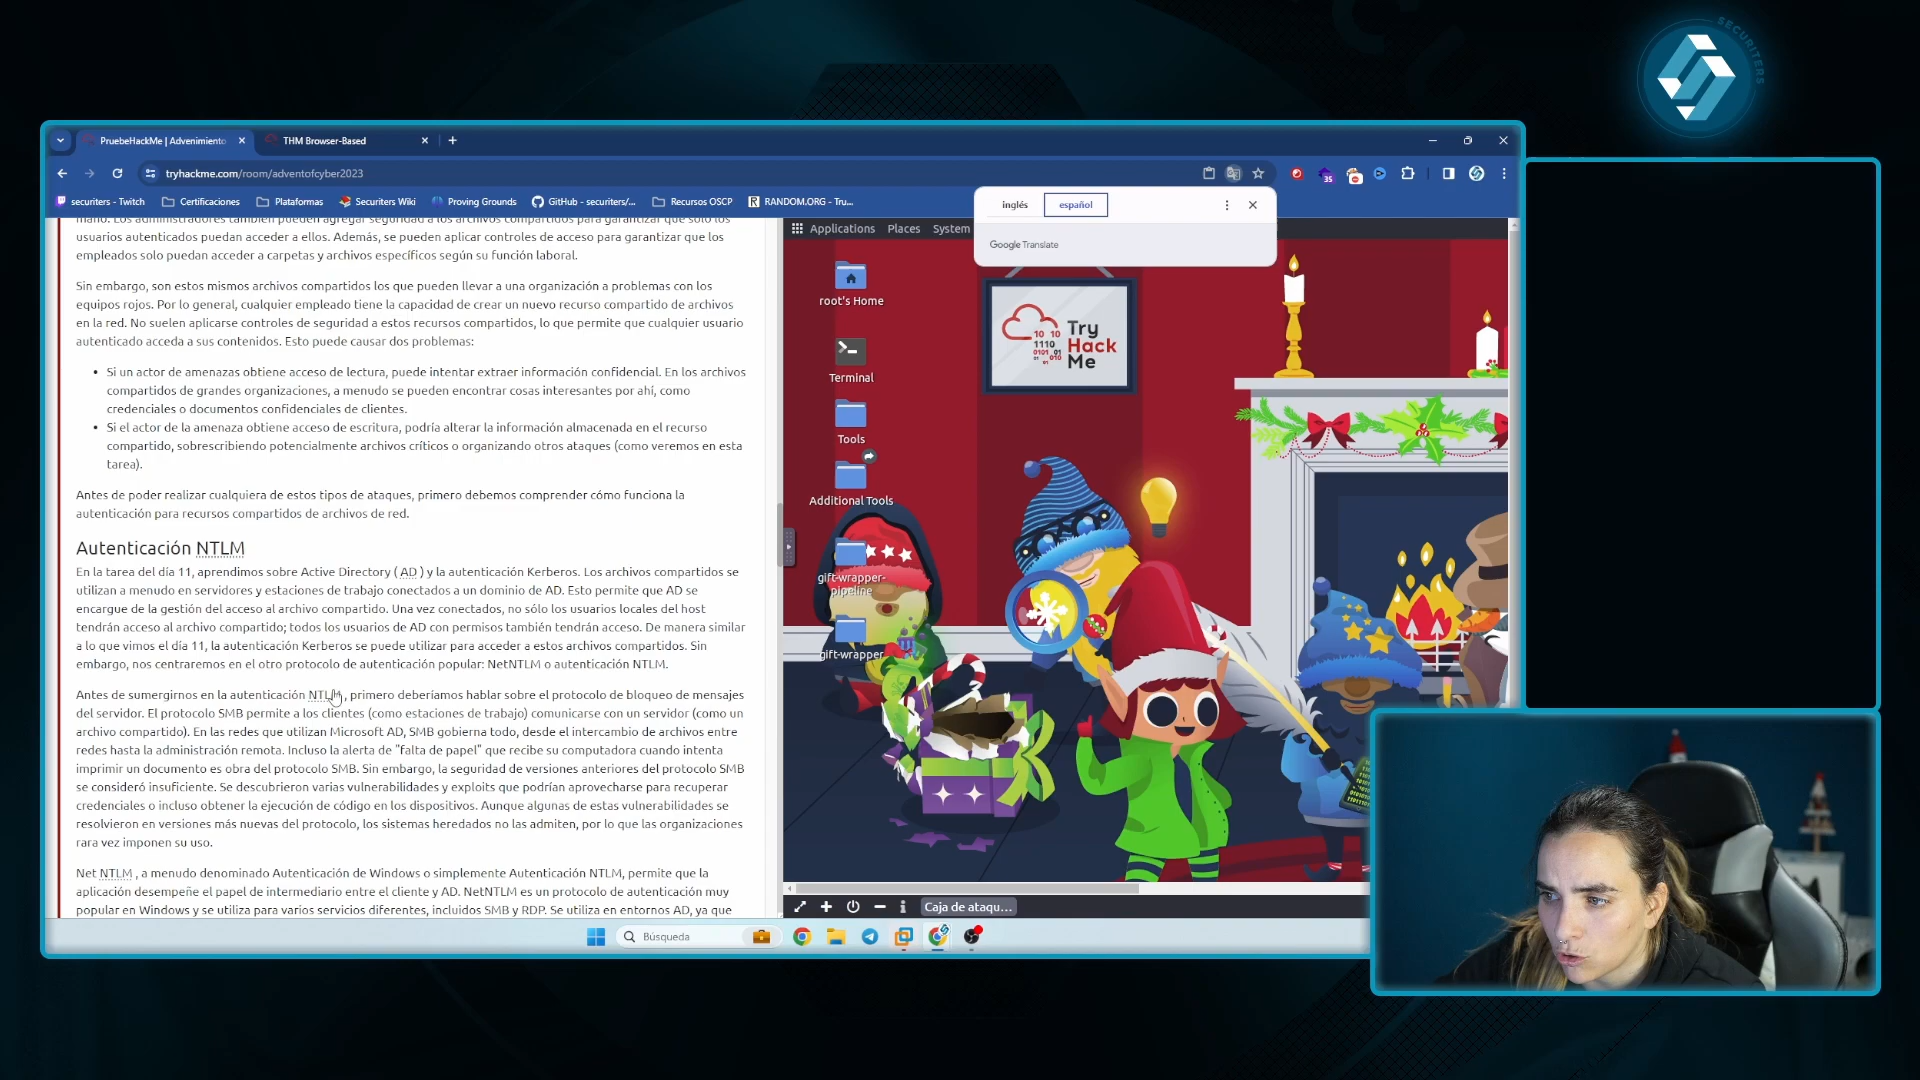 SECURITERS
PruebeHackMe | Advenimiento
THM Browser-Based
tryhackme.com/room/adventofcyber2023
35
securiters - Twitch
Certificaciones
Plataformas
Securiters Wiki
Proving Grounds
GitHub - securiters/...
Recursos OSCP
RANDOM.ORG - Tru...
inglés
español
Google Translate
mano. Los administradores también pueden agregar seguridad a los archivos compartidos para garantizar que sólo los
usuarios autenticados puedan acceder a ellos. Además, se pueden aplicar controles de acceso para garantizar que los
empleados solo puedan acceder a carpetas y archivos específicos según su función laboral.
Sin embargo, son estos mismos archivos compartidos los que pueden llevar a una organización a problemas con los
equipos rojos. Por lo general, cualquier empleado tiene la capacidad de crear un nuevo recurso compartido de archivos
en la red. No suelen aplicarse controles de seguridad a estos recursos compartidos, lo que permite que cualquier usuario
autenticado acceda a sus contenidos. Esto puede causar dos problemas:
• Si un actor de amenazas obtiene acceso de lectura, puede intentar extraer información confidencial. En los archivos
compartidos de grandes organizaciones, a menudo se pueden encontrar cosas interesantes por ahí, como
credenciales o documentos confidenciales de clientes.
• Si el actor de la amenaza obtiene acceso de escritura, podría alterar la información almacenada en el recurso
compartido, sobrescribiendo potencialmente archivos críticos o organizando otros ataques (como veremos en esta
tarea).
Antes de poder realizar cualquiera de estos tipos de ataques, primero debemos comprender cómo funciona la
autenticación para recursos compartidos de archivos de red.
Autenticación NTLM
En la tarea del día 11, aprendimos sobre Active Directory ( AD ) y la autenticación Kerberos. Los archivos compartidos se
utilizan a menudo en servidores y estaciones de trabajo conectados a un dominio de AD. Esto permite que AD se
encargue de la gestión del acceso al archivo compartido. Una vez conectados, no sólo los usuarios locales del host
tendrán acceso al archivo compartido; todos los usuarios de AD con permisos también tendrán acceso. De manera similar
a lo que vimos el día 11, la autenticación Kerberos se puede utilizar para acceder a estos archivos compartidos. Sin
embargo, nos centraremos en el otro protocolo de autenticación popular: NetNTLM o autenticación NTLM.
Antes de sumergirnos en la autenticación NTLM , primero deberíamos hablar sobre el protocolo de bloqueo de mensajes
del servidor. El protocolo SMB permite a los clientes (como estaciones de trabajo) comunicarse con un servidor (como un
archivo compartido). En las redes que utilizan Microsoft AD, SMB gobierna todo, desde el intercambio de archivos entre
redes hasta la administración remota. Incluso la alerta de "falta de papel" que recibe su computadora cuando intenta
imprimir un documento es obra del protocolo SMB. Sin embargo, la seguridad de versiones anteriores del protocolo SMB
se consideró insuficiente. Se descubrieron varias vulnerabilidades y exploits que podrían aprovecharse para recuperar
credenciales o incluso obtener la ejecución de código en los dispositivos. Aunque algunas de estas vulnerabilidades se
resolvieron en versiones más nuevas del protocolo, los sistemas heredados no las admiten, por lo que las organizaciones
rara vez imponen su uso.
Net NTLM , a menudo denominado Autenticación de Windows o simplemente Autenticación NTLM, permite que la
aplicación desempeñe el papel de intermediario entre el cliente y AD. NetNTLM es un protocolo de autenticación muy
popular en Windows y se utiliza para varios servicios diferentes, incluidos SMB y RDP. Se utiliza en entornos AD, ya que
Applications
Places
System
root's Home
Terminal
Tools
Additional Tools
gift-wrapper-
pipeline
gift-wrapper
Try
Hack
Me
Caja de ataqu...
Búsqueda